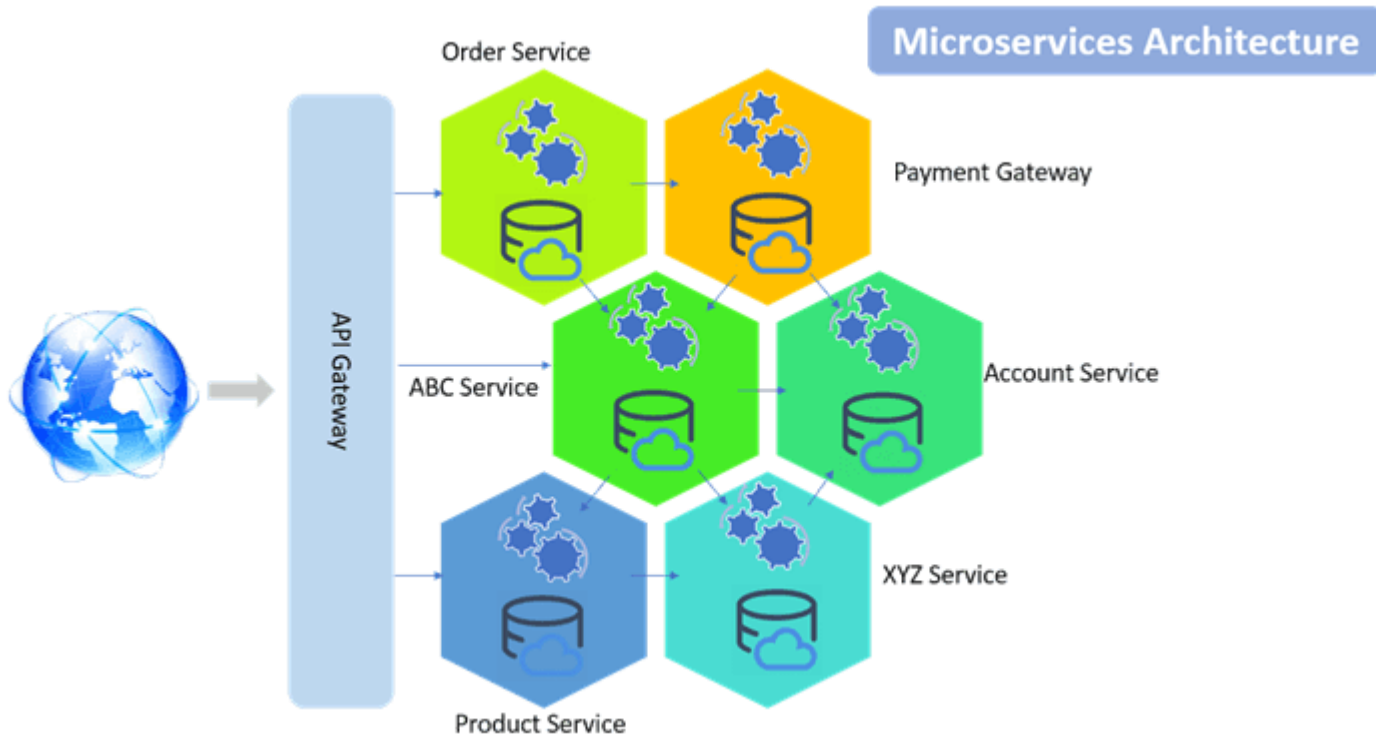 Microservices Architecture
Order Service
Payment Gateway
API Gateway
ABC Service
Account Service
XYZ Service
Product Service